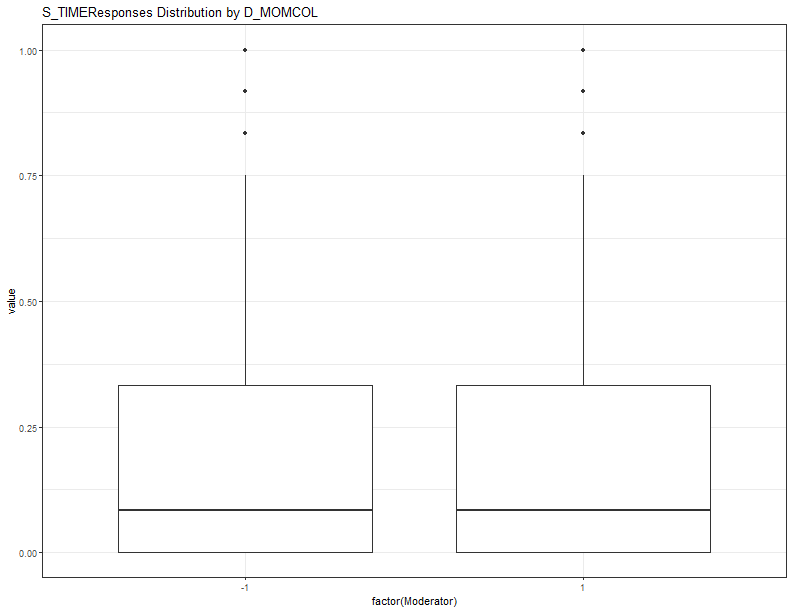 S_TIMEResponses Distribution by D_MOMCOL
1.00
0.75
0.50
0.25
0.00
value
-1
1
factor(Moderator)